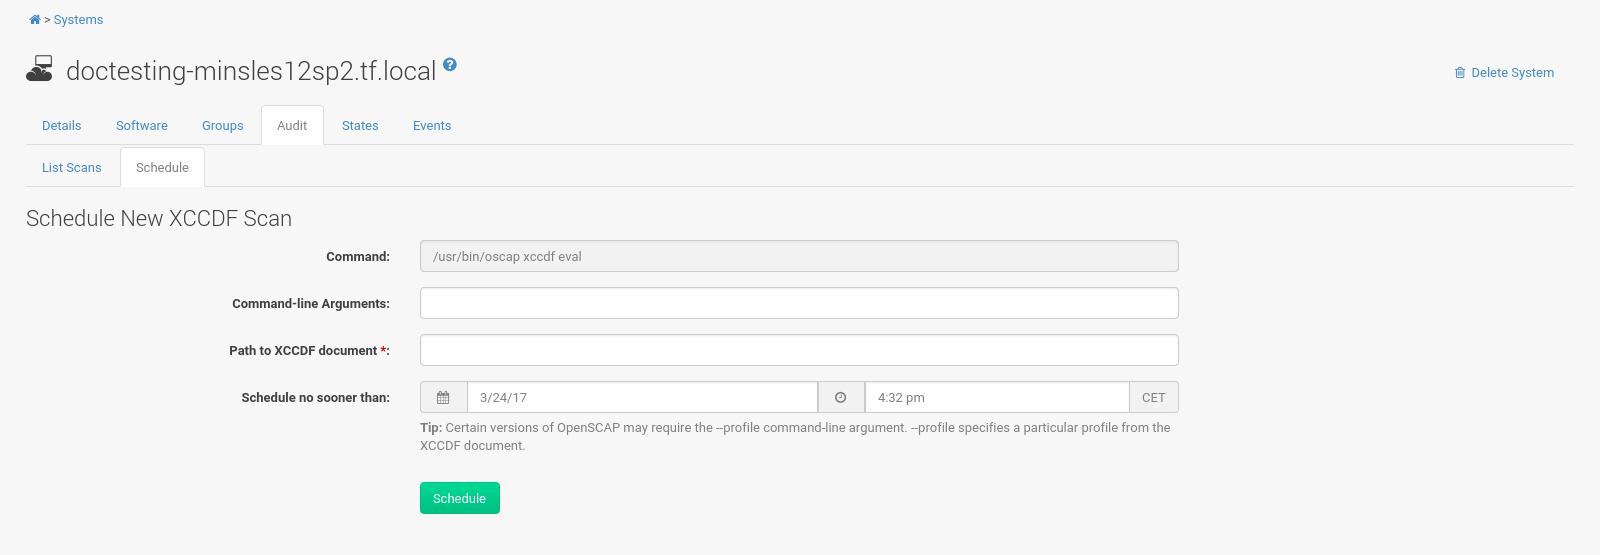 > Systems
doctesting-minsles12sp2.tf.local ?
Delete System
Details Software Groups Audit States Events
List Scans Schedule
Schedule New XCCDF Scan
Command: /usr/bin/oscap xccdf eval
Command-line Arguments:
Path to XCCDF document *:
Schedule no sooner than: 3/24/17 4:32 pm CET
Tip: Certain versions of OpenSCAP may require the --profile command-line argument. --profile specifies a particular profile from the
XCCDF document.
Schedule